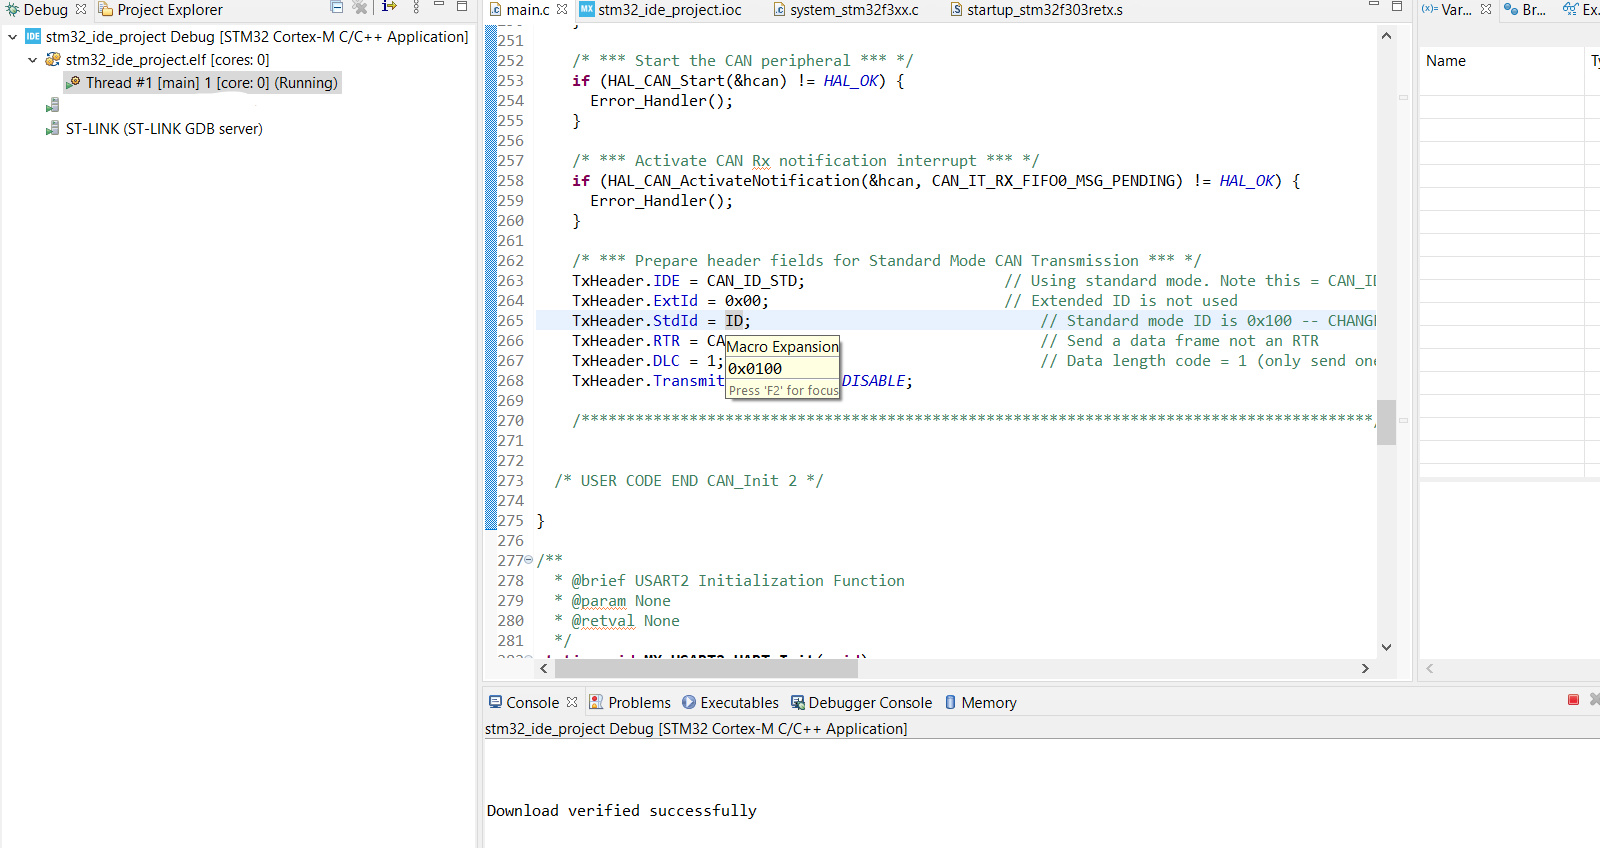 Debug
Project Explorer
stm32_ide_project Debug [STM32 Cortex-M C/C++ Application]
stm32_ide_project.elf [cores: 0]
Thread #1 [main] 1 [core: 0] (Running)
ST-LINK (ST-LINK GDB server)
main.c
MX stm32_ide_project.ioc
system_stm32f3xx.c
startup_stm32f303retx.s
251
252 /* *** Start the CAN peripheral *** */
253 if (HAL_CAN_Start(&hcan) != HAL_OK) {
254 Error_Handler();
255 }
256
257 /* *** Activate CAN Rx notification interrupt *** */
258 if (HAL_CAN_ActivateNotification(&hcan, CAN_IT_RX_FIFO0_MSG_PENDING) != HAL_OK) {
259 Error_Handler();
260 }
261
262 /* *** Prepare header fields for Standard Mode CAN Transmission *** */
263 TxHeader.IDE = CAN_ID_STD; // Using standard mode. Note this = CAN_ID
264 TxHeader.ExtId = 0x00; // Extended ID is not used
265 TxHeader.StdId = ID; // Standard mode ID is 0x100 -- CHANGE
266 TxHeader.RTR = CA // Send a data frame not an RTR
267 TxHeader.DLC = 1; // Data length code = 1 (only send one
268 TxHeader.Transmit DISABLE;
Macro Expansion
0x0100
Press 'F2' for focus
269
270 /****************************************************************************************/
271
272
273 /* USER CODE END CAN_Init 2 */
274
275 }
276
277 /**
278 * @brief USART2 Initialization Function
279 * @param None
280 * @retval None
281 */
(x)= Var...
Br...
Ex.
Name
Console
Problems
Executables
Debugger Console
Memory
stm32_ide_project Debug [STM32 Cortex-M C/C++ Application]
Download verified successfully